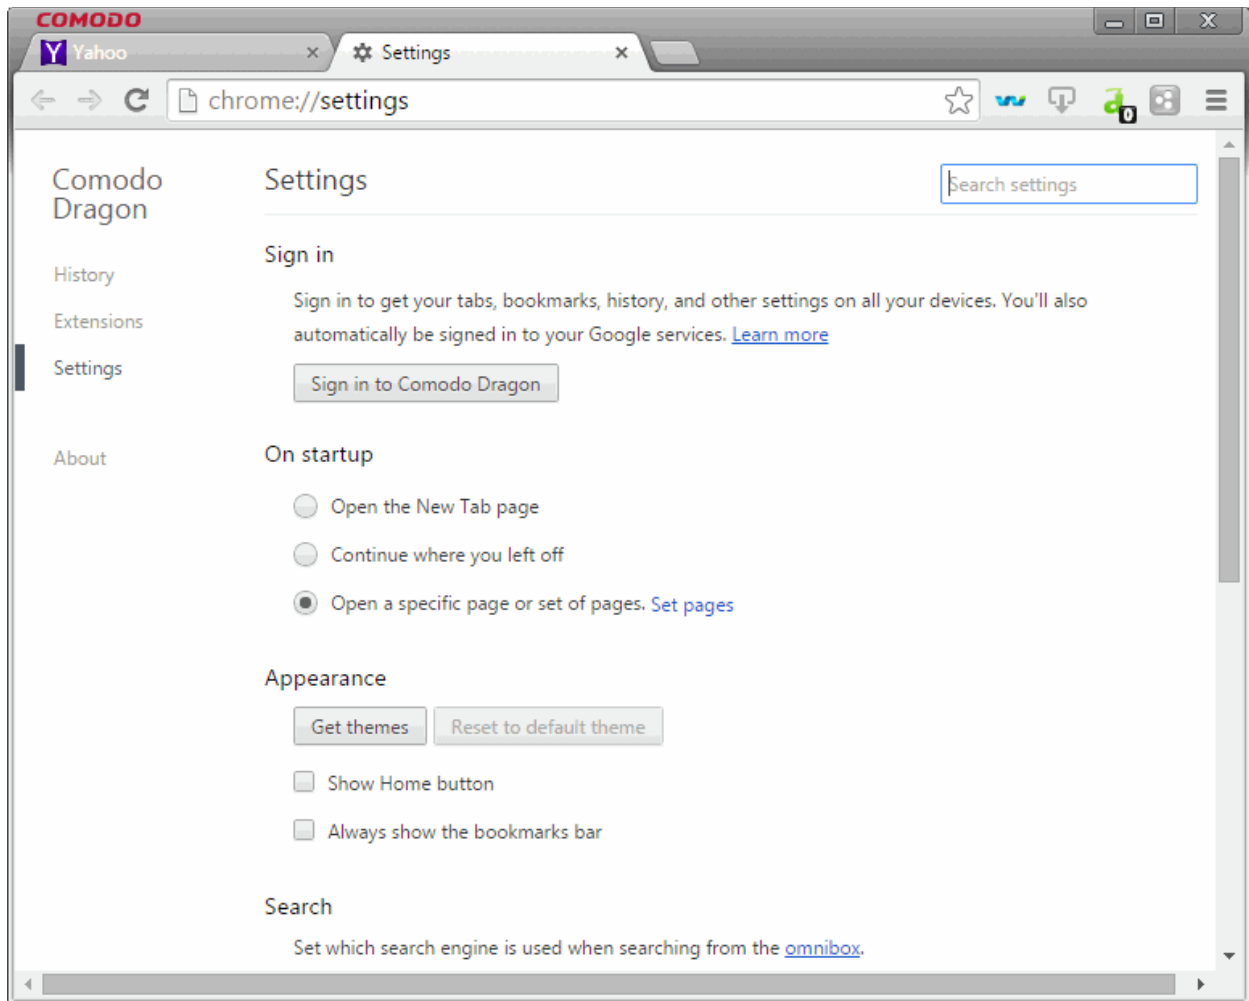 COMODO
Yahoo
Settings
chrome://settings
0
Comodo
Dragon
History
Extensions
Settings
About
Settings
Search settings
Sign in
Sign in to get your tabs, bookmarks, history, and other settings on all your devices. You'll also
automatically be signed in to your Google services. Learn more
Sign in to Comodo Dragon
On startup
Open the New Tab page
Continue where you left off
Open a specific page or set of pages. Set pages
Appearance
Get themes
Reset to default theme
Show Home button
Always show the bookmarks bar
Search
Set which search engine is used when searching from the omnibox.